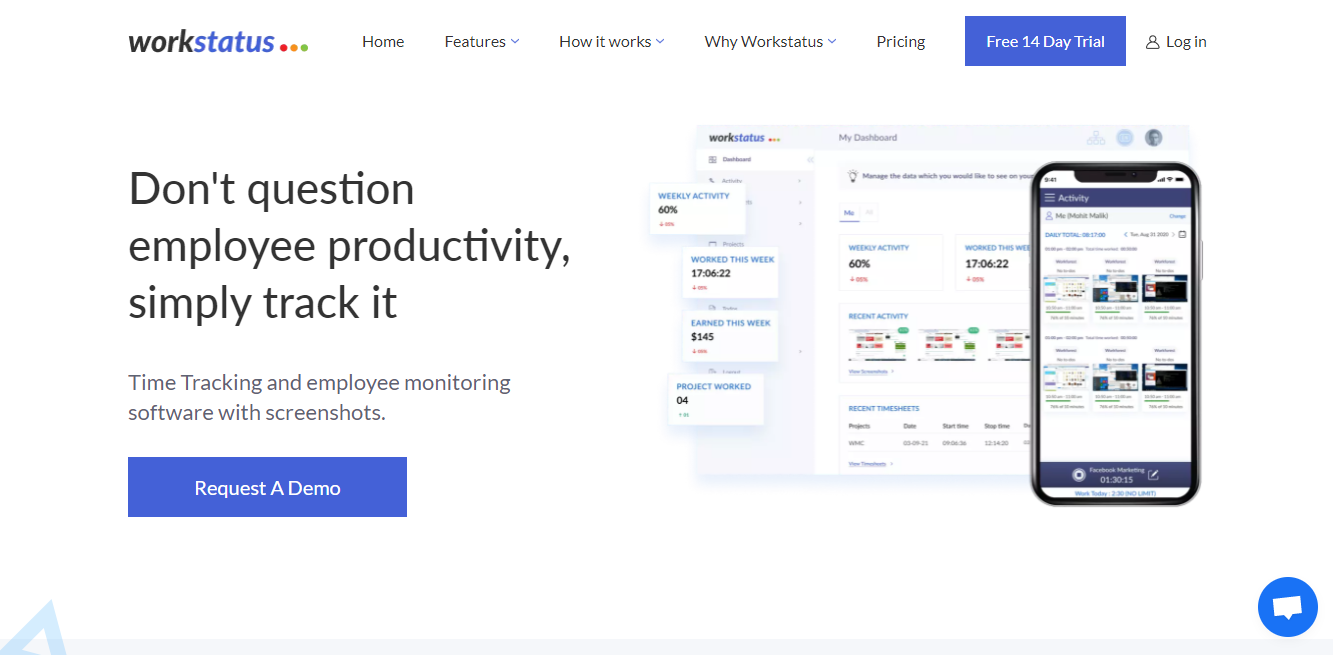 workstatus
Home
Features
How it works
Why Workstatus
Pricing
Free 14 Day Trial
Log in
Don't question
employee productivity,
simply track it
Time Tracking and employee monitoring
software with screenshots.
Request A Demo
workstatus
My Dashboard
Dashboard
Activity
Manage the data which you would like to see on your
WEEKLY ACTIVITY
60%
Projects
WORKED THIS WEEK
17:06:22
EARNED THIS WEEK
$145
PROJECT WORKED
04
Me
WEEKLY ACTIVITY
60%
WORKED THIS WEE
17:06:22
RECENT ACTIVITY
View Screenshots
RECENT TIMESHEETS
Projects Date Start time Stop time
WMC 03-09-21 09:06:36 12:14:20
View Timesheets
9:41
Activity
Me (Mohit Malik)
Change
DAILY TOTAL: 08:17:00
Tue, Aug 31 2020
Facebook Marketing
01:30:15
Work Today : 2:30 (NO LIMIT)